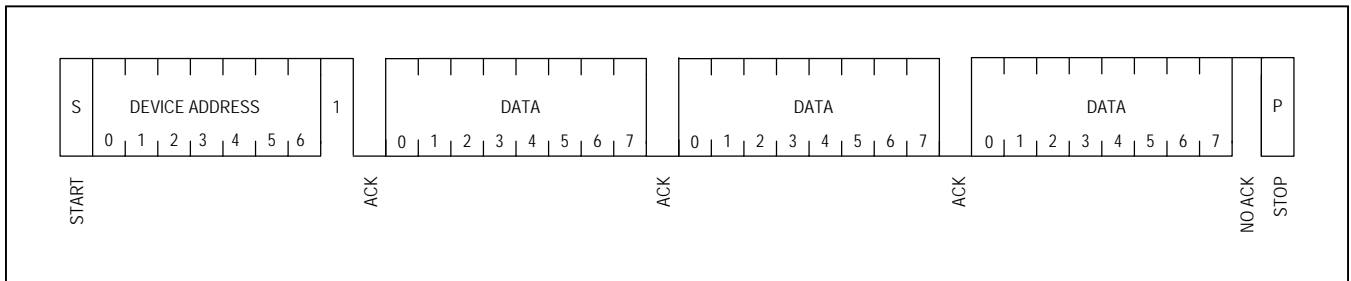 S DEVICE ADDRESS 1 DATA DATA DATA P
0 1 2 3 4 5 6 0 1 2 3 4 5 6 7 0 1 2 3 4 5 6 7 0 1 2 3 4 5 6 7
START ACK ACK ACK NO ACK STOP